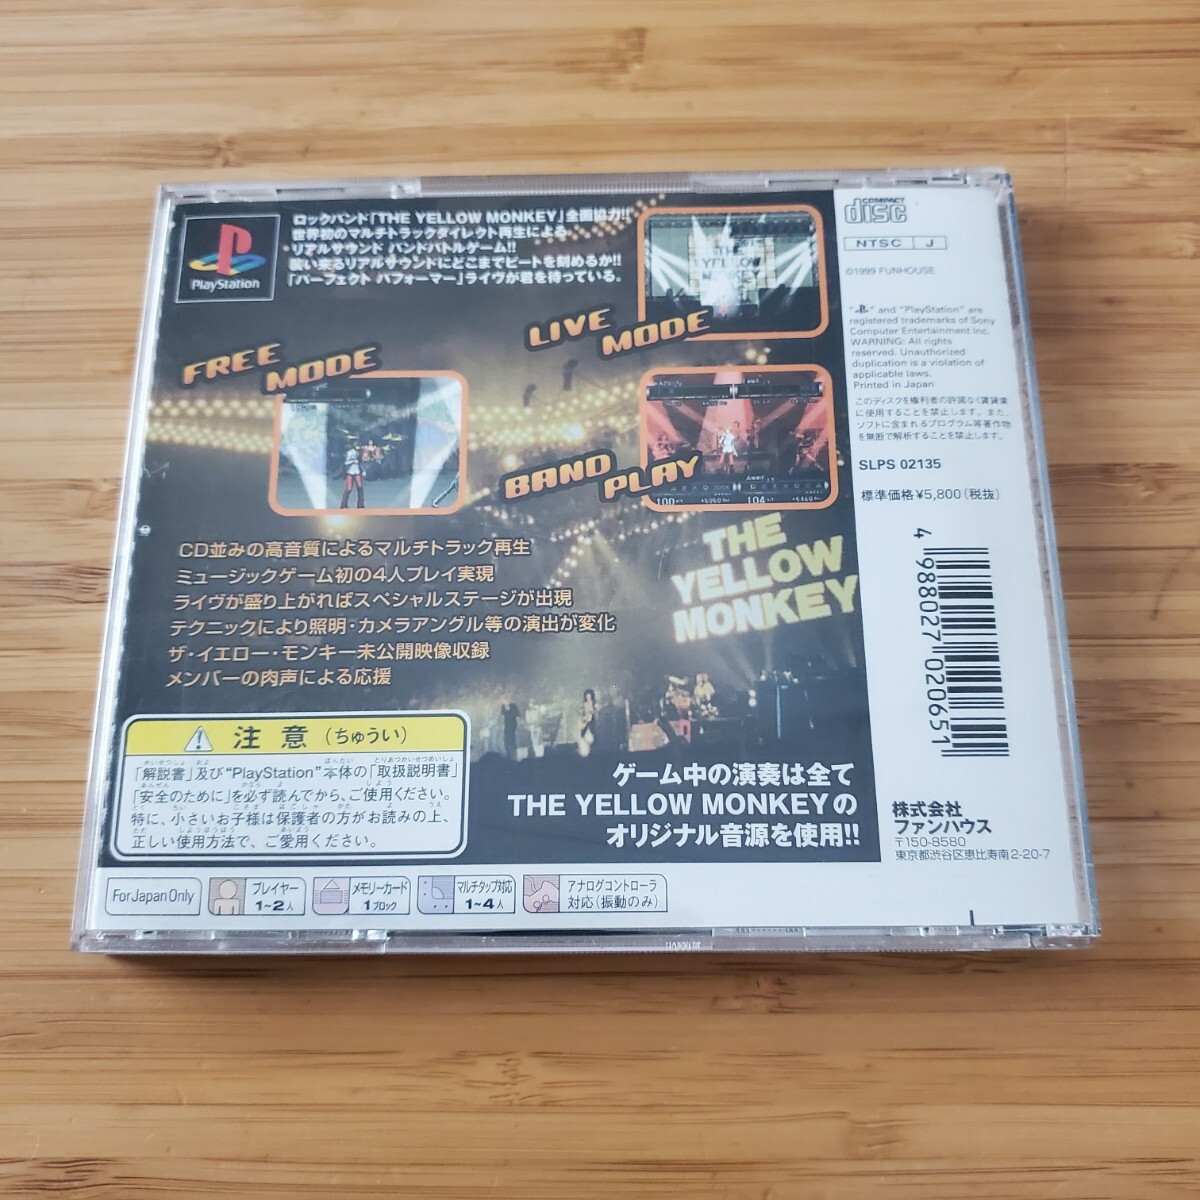 PlayStation
ロックバンド「THE YELLOW MONKEY」全面協力!!
世界初のマルチトラックダイレクト再生による
リアルサウンド バンドバトルゲーム!!
襲い来るリアルサウンドにどこまでビートを刻めるか!!
「パーフェクト パフォーマー」ライヴが君を待っている。
THE
YELLOW
MONKEY
LIVE MODE
FREE MODE
BAND PLAY
100
104
CD並みの高音質によるマルチトラック再生
ミュージックゲーム初の4人プレイ実現
ライヴが盛り上がればスペシャルステージが出現
テクニックにより照明・カメラアングル等の演出が変化
ザ・イエロー・モンキー未公開映像収録
メンバーの肉声による応援
THE
YELLOW
MONKEY
注意(ちゅうい)
「解説書」及び“PlayStation”本体の「取扱説明書」
「安全のために」を必ず読んでから、ご使用ください。
特に、小さいお子様は保護者の方がお読みの上、
正しい使用方法で、ご愛用ください。
ゲーム中の演奏は全て
THE YELLOW MONKEYの
オリジナル音源を使用!!
For Japan Only
プレイヤー
1~2人
メモリーカード
1ブロック
マルチタップ対応
1~4人
アナログコントローラ
対応(振動のみ)
COMPACT
disc
NTSC J
©1999 FUNHOUSE
“ ” and “PlayStation” are
registered trademarks of Sony
Computer Entertainment Inc.
WARNING: All rights
reserved. Unauthorized
duplication is a violation of
applicable laws.
Printed in Japan
このディスクを権利者の許諾なく賃貸業
に使用することを禁止します。また、
ソフトに含まれるプログラム等著作物
を無断で解析することを禁止します。
SLPS 02135
標準価格¥5,800(税抜)
4 988027 020651
株式会社
ファンハウス
〒150-8580
東京都渋谷区恵比寿南2-20-7